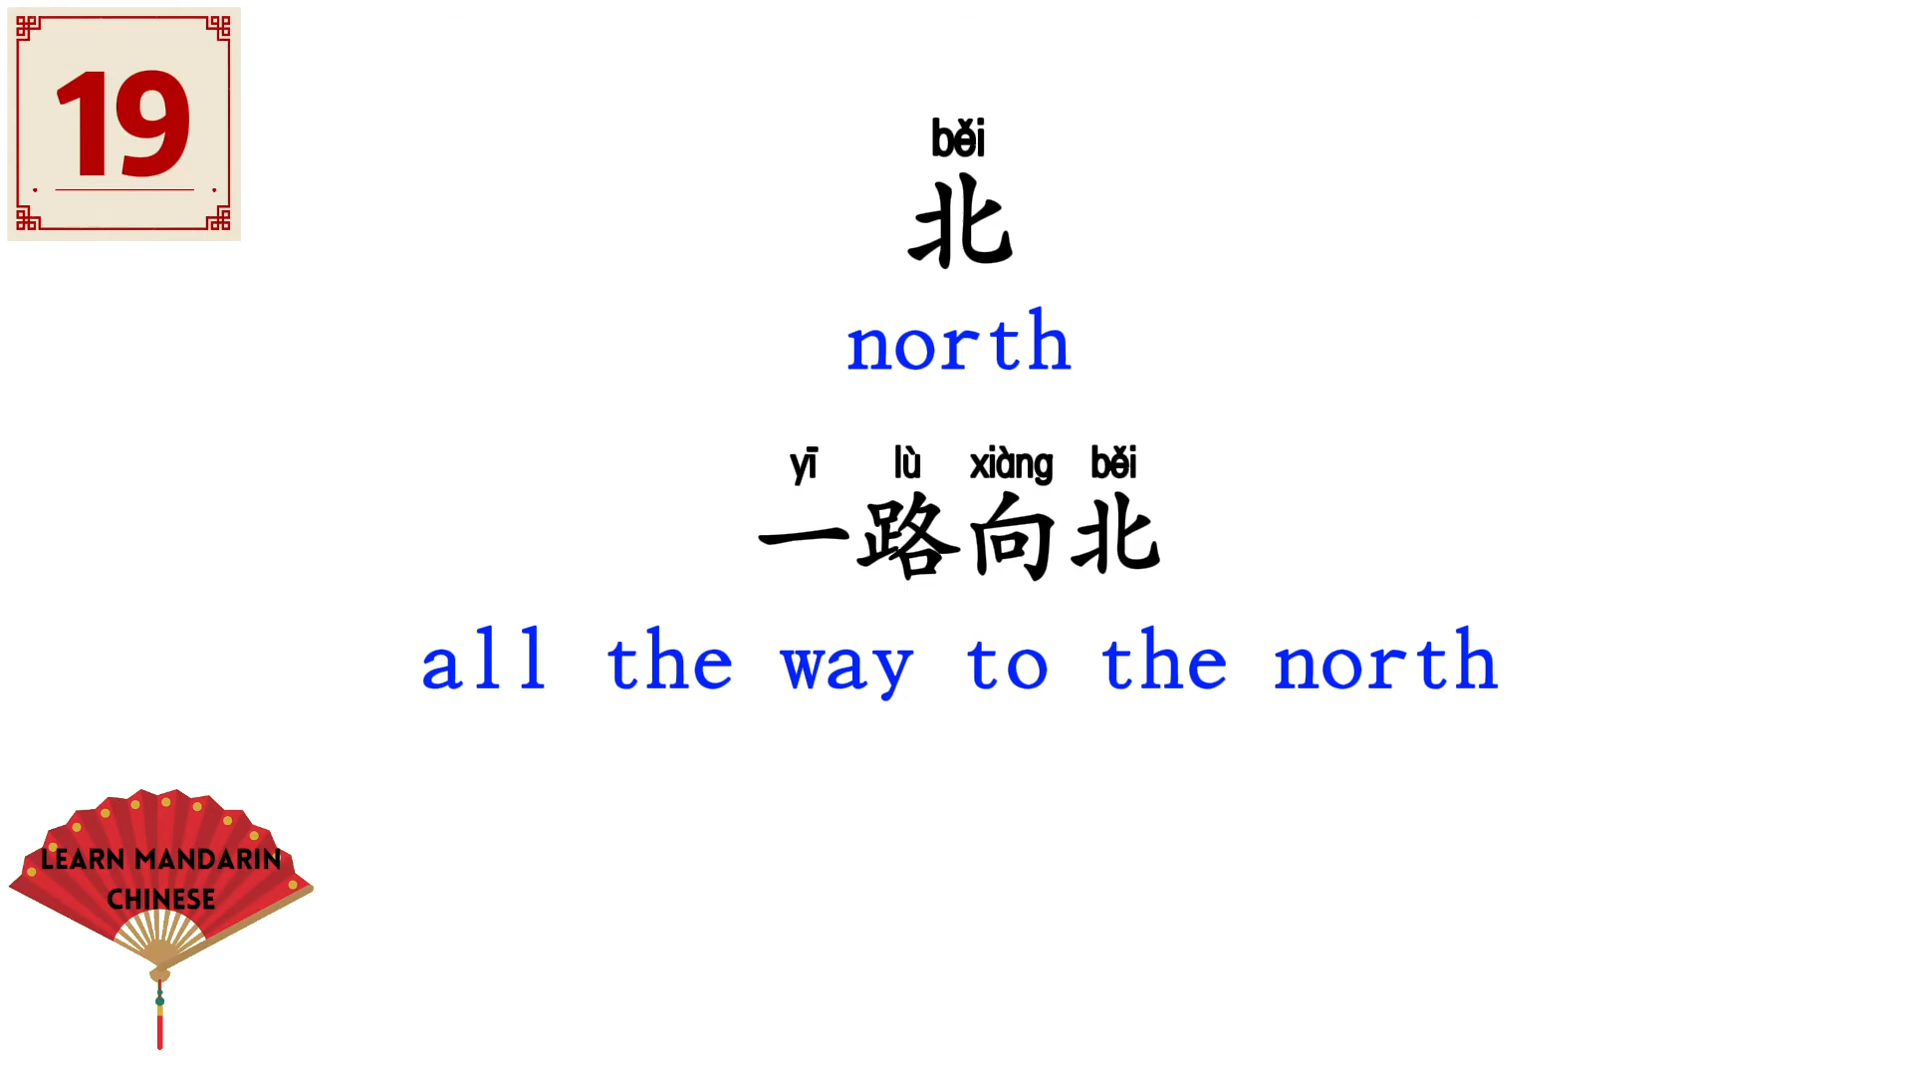 19
běi
北
north
yī lù xiàng běi
一路向北
all the way to the north
LEARN MANDARIN
CHINESE